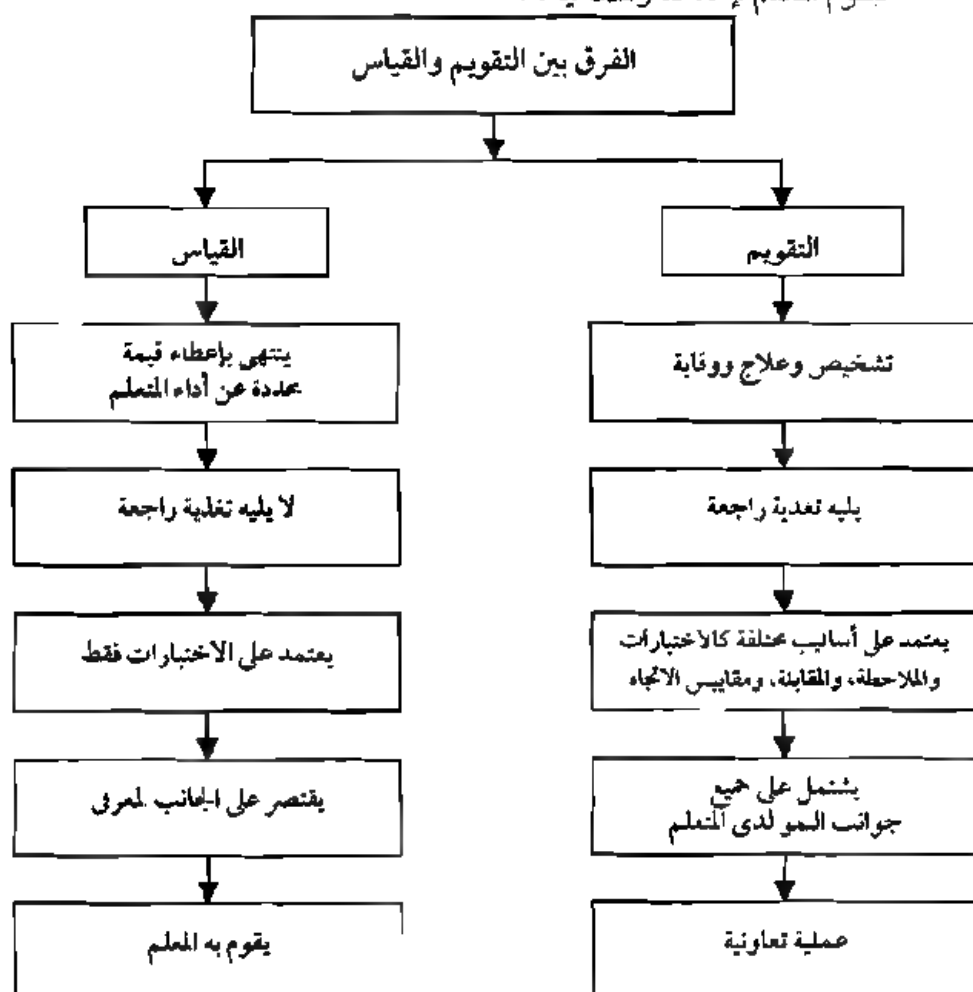 الفرق بين التقويم والقياس
التقويم
تشخيص وعلاج ووقاية
يليه تغذية راجعة
يعتمد على أساليب مختلفة كالاختبارات
والملاحظة، والمقابلة، ومقاييس الاتجاه
يشتمل على جميع
جوانب النمو لدى المتعلم
عملية تعاونية
القياس
ينتهى بإعطاء قيمة
محددة عن أداء المتعلم
لا يليه تغذية راجعة
يعتمد على الاختبارات فقط
يقتصر على الجانب المعرفى
يقوم به المعلم